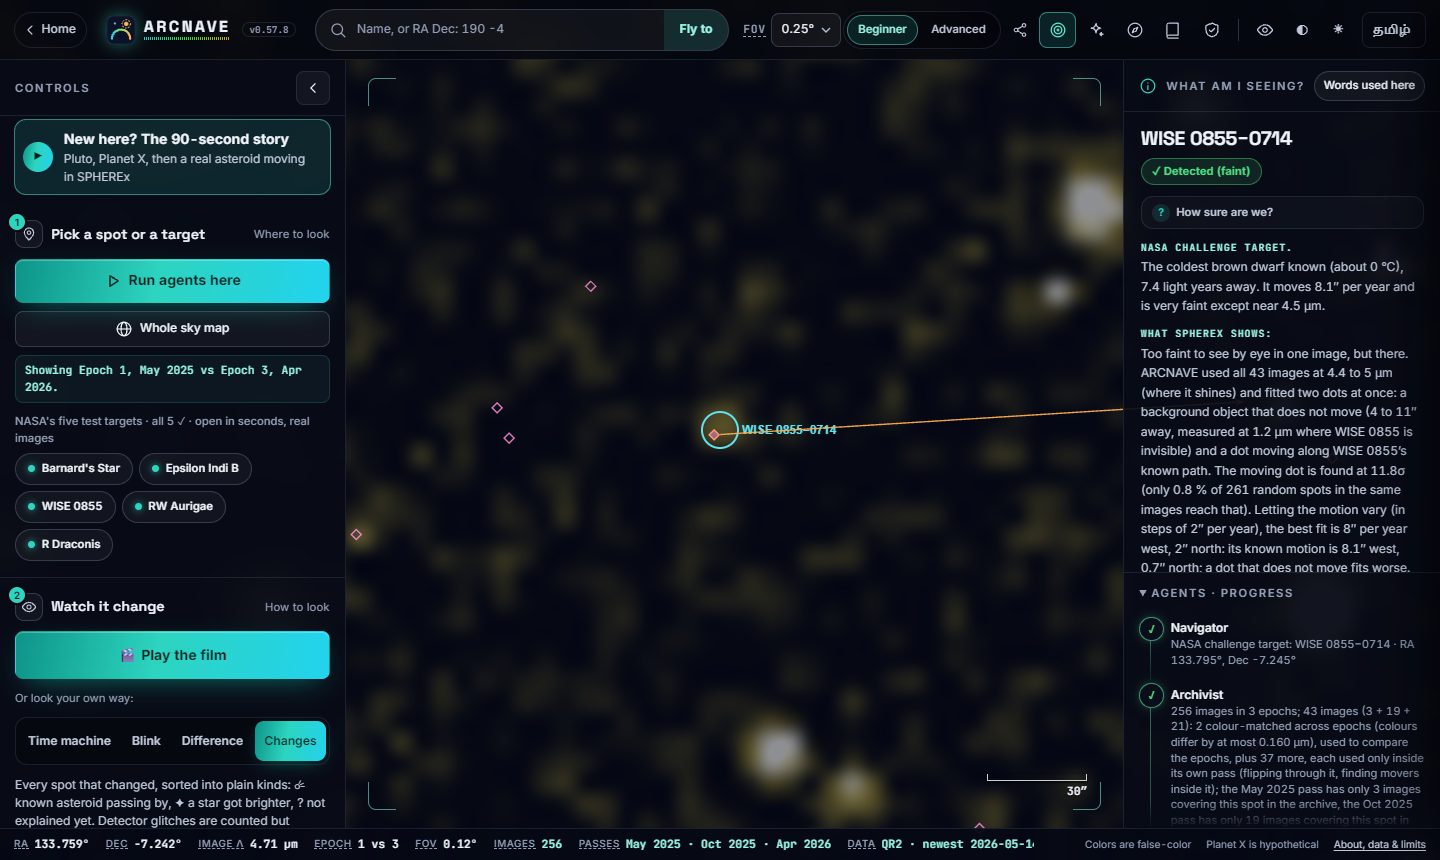 Home
ARCNAVE
v0.57.8
Name, or RA Dec: 190 -4
Fly to
FOV
0.25°
Beginner
Advanced
தமிழ்
CONTROLS
New here? The 90-second story
Pluto, Planet X, then a real asteroid moving
in SPHEREx
1
Pick a spot or a target
Where to look
Run agents here
Whole sky map
Showing Epoch 1, May 2025 vs Epoch 3, Apr
2026.
NASA's five test targets · all 5 ✓ · open in seconds, real
images
Barnard's Star
Epsilon Indi B
WISE 0855
RW Aurigae
R Draconis
2
Watch it change
How to look
🎬 Play the film
Or look your own way:
Time machine
Blink
Difference
Changes
Every spot that changed, sorted into plain kinds: ☄
known asteroid passing by, ✦ a star got brighter, ? not
explained yet. Detector glitches are counted but
WISE 0855-0714
30″
WHAT AM I SEEING?
Words used here
WISE 0855-0714
✓ Detected (faint)
? How sure are we?
NASA CHALLENGE TARGET.
The coldest brown dwarf known (about 0 °C),
7.4 light years away. It moves 8.1″ per year and
is very faint except near 4.5 µm.
WHAT SPHEREX SHOWS:
Too faint to see by eye in one image, but there.
ARCNAVE used all 43 images at 4.4 to 5 µm
(where it shines) and fitted two dots at once: a
background object that does not move (4 to 11″
away, measured at 1.2 µm where WISE 0855 is
invisible) and a dot moving along WISE 0855's
known path. The moving dot is found at 11.8σ
(only 0.8 % of 261 random spots in the same
images reach that). Letting the motion vary (in
steps of 2″ per year), the best fit is 8″ per year
west, 2″ north: its known motion is 8.1″ west,
0.7″ north: a dot that does not move fits worse.
▼ AGENTS · PROGRESS
✓
Navigator
NASA challenge target: WISE 0855-0714 · RA
133.795°, Dec -7.245°
✓
Archivist
256 images in 3 epochs; 43 images (3 + 19 +
21): 2 colour-matched across epochs (colours
differ by at most 0.160 µm), used to compare
the epochs, plus 37 more, each used only inside
its own pass (flipping through it, finding movers
inside it); the May 2025 pass has only 3 images
covering this spot in the archive, the Oct 2025
pass has only 19 images covering this spot in
RA 133.759°
DEC -7.242°
IMAGE Λ 4.71 µm
EPOCH 1 vs 3
FOV 0.12°
IMAGES 256
PASSES May 2025 · Oct 2025 · Apr 2026
DATA QR2 · newest 2026-05-14
Colors are false-color
Planet X is hypothetical
About, data & limits